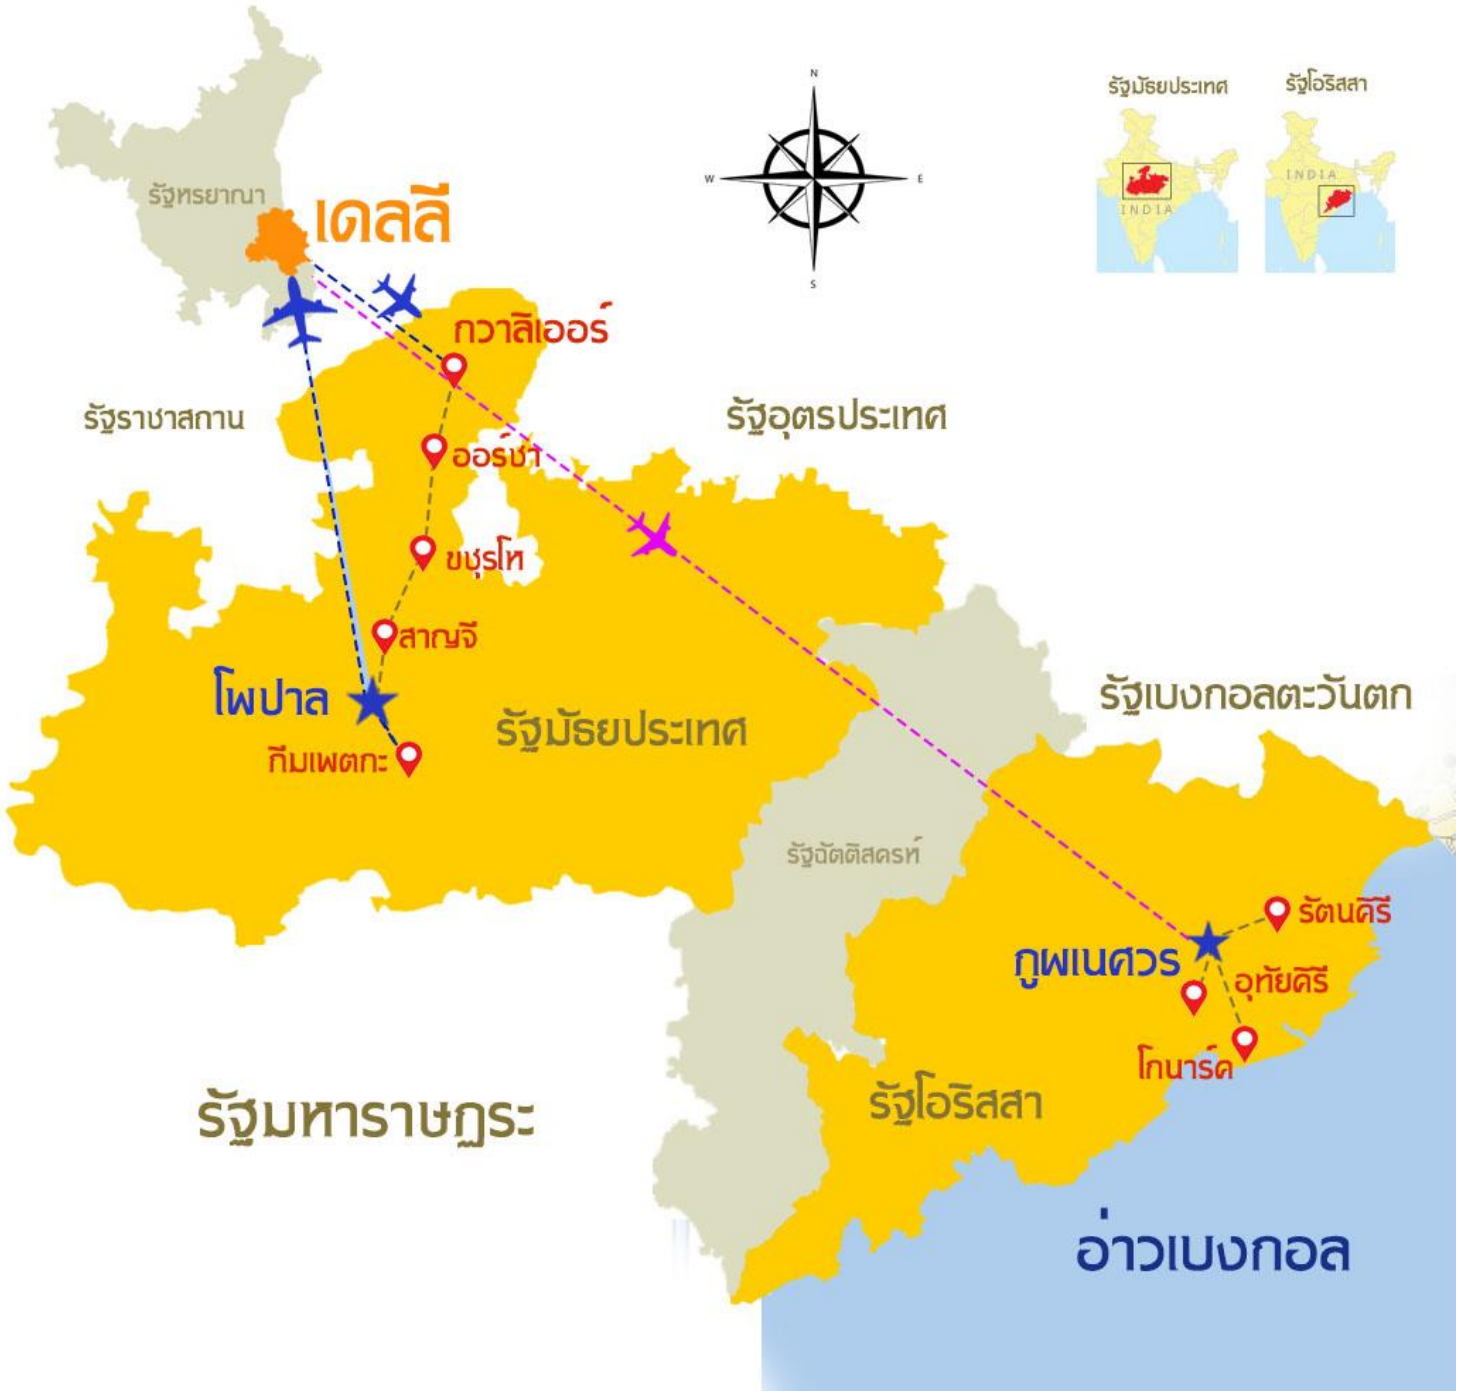 N
W
E
S
รัฐมัธยประเทศ
รัฐโอริสสา
INDIA
INDIA
รัฐหรยาณา
เดลลี
กวาลิเออร์
รัฐราชาสถาน
รัฐอุตรประเทศ
ออร์ชา
ขชุรโห
สาญจี
โพปาล
รัฐมัธยประเทศ
รัฐเบงกอลตะวันตก
กีมเพตกะ
รัฐฉัตติสครห์
รัตนคิรี
ภูพเนศวร
อุทัยคิรี
โกนาร์ค
รัฐโอริสสา
รัฐมหาราษฎระ
อ่าวเบงกอล